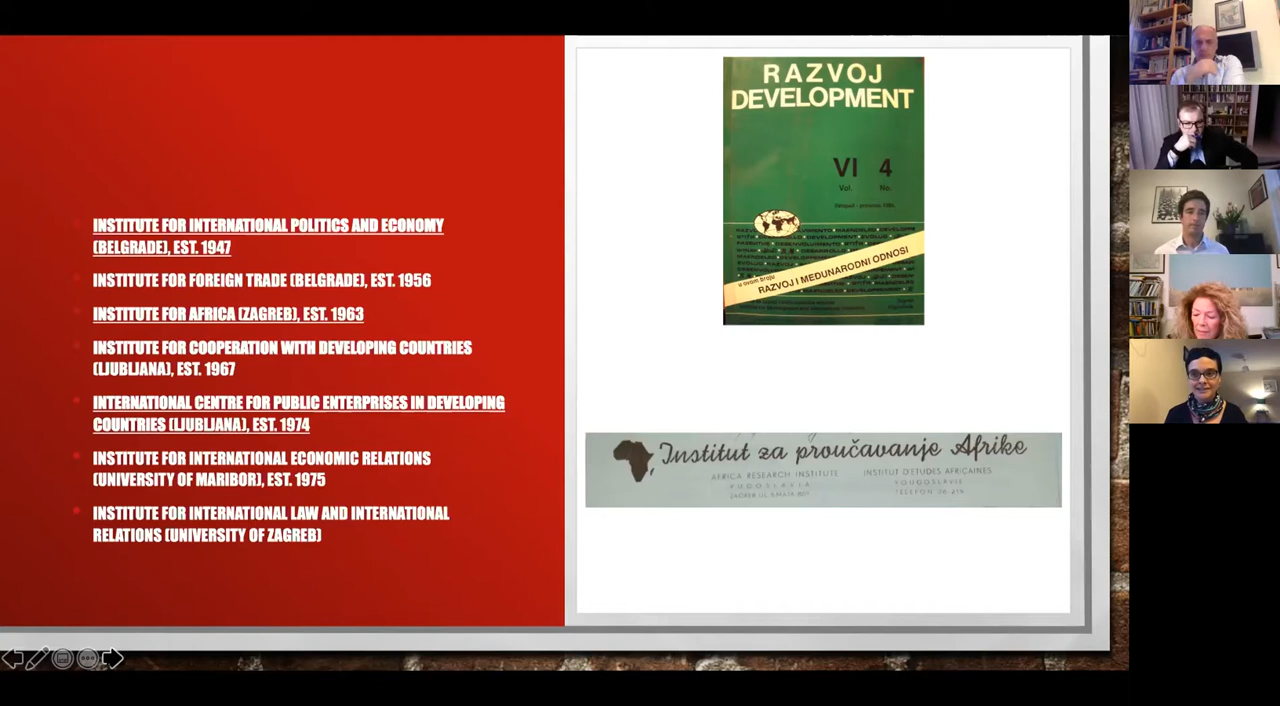 INSTITUTE FOR INTERNATIONAL POLITICS AND ECONOMY
(BELGRADE), EST. 1947
INSTITUTE FOR FOREIGN TRADE (BELGRADE), EST. 1956
INSTITUTE FOR AFRICA (ZAGREB), EST. 1963
INSTITUTE FOR COOPERATION WITH DEVELOPING COUNTRIES
(LJUBLJANA), EST. 1967
INTERNATIONAL CENTRE FOR PUBLIC ENTERPRISES IN DEVELOPING
COUNTRIES (LJUBLJANA), EST. 1974
INSTITUTE FOR INTERNATIONAL ECONOMIC RELATIONS
(UNIVERSITY OF MARIBOR), EST. 1975
INSTITUTE FOR INTERNATIONAL LAW AND INTERNATIONAL
RELATIONS (UNIVERSITY OF ZAGREB)
RAZVOJ
DEVELOPMENT
VI 4
Vol. No.
u ovom broju
RAZVOJ I MEĐUNARODNI ODNOSI
Institut za proučavanje Afrike
AFRICA RESEARCH INSTITUTE
YUGOSLAVIA
INSTITUT D'ETUDES AFRICAINES
YOUGOSLAVIE